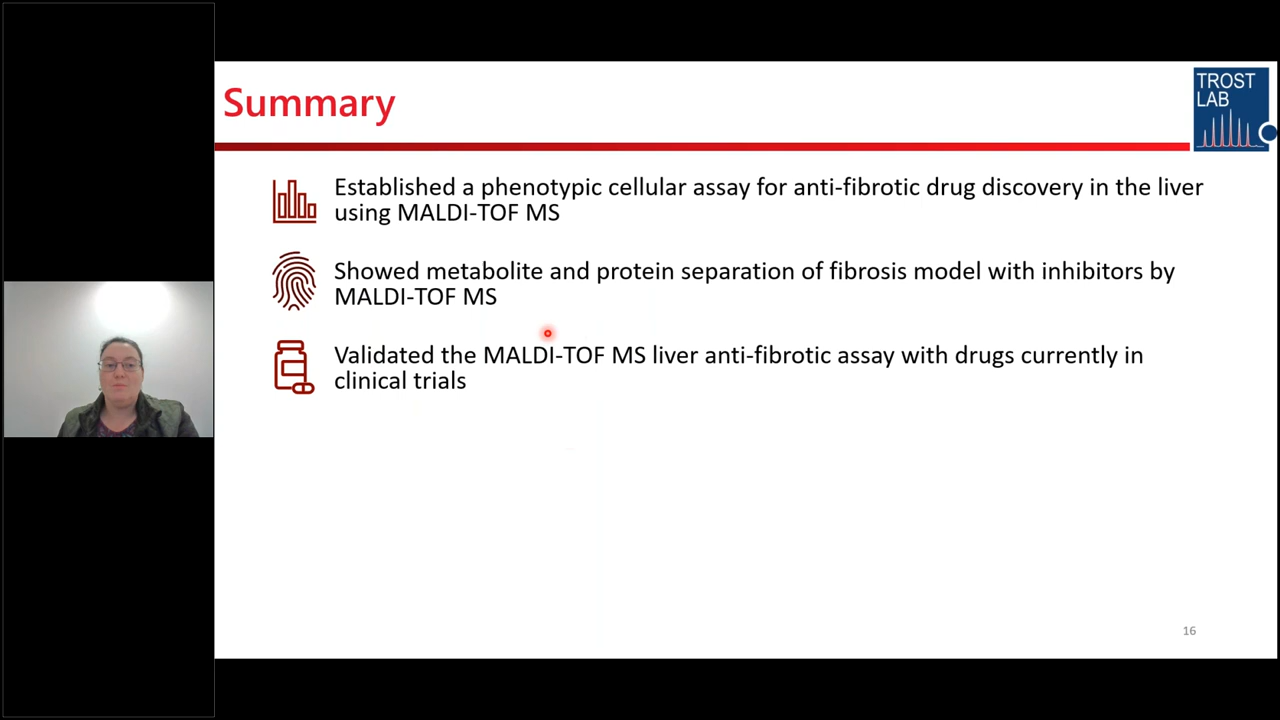 Summary
TROST
LAB
Established a phenotypic cellular assay for anti-fibrotic drug discovery in the liver
using MALDI-TOF MS
Showed metabolite and protein separation of fibrosis model with inhibitors by
MALDI-TOF MS
Validated the MALDI-TOF MS liver anti-fibrotic assay with drugs currently in
clinical trials
16